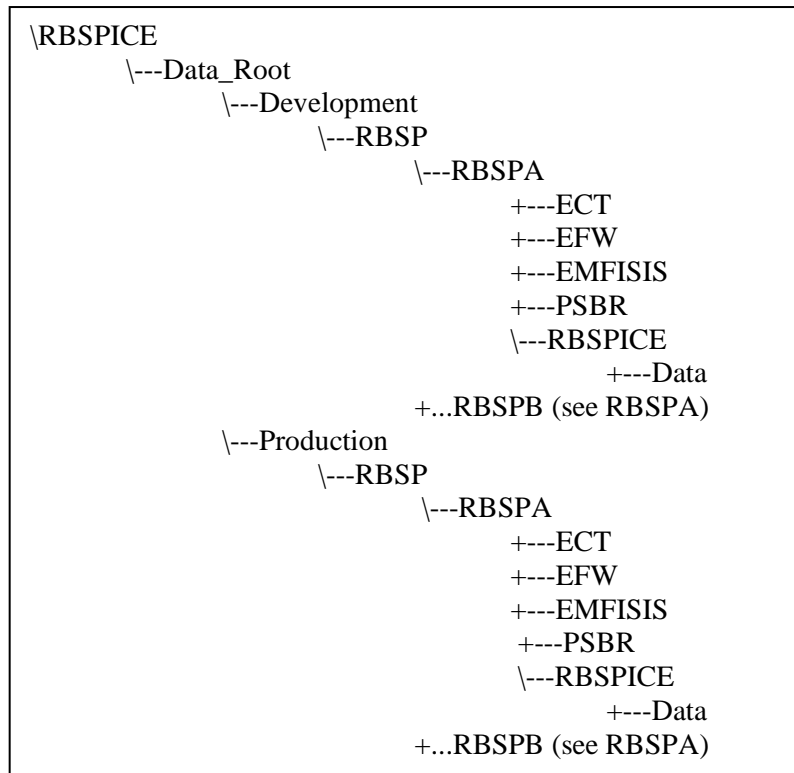 \RBSPICE
\---Data_Root
\---Development
\---RBSP
\---RBSPA
+---ECT
+---EFW
+---EMFISIS
+---PSBR
\---RBSPICE
+---Data
+...RBSPB (see RBSPA)
\---Production
\---RBSP
\---RBSPA
+---ECT
+---EFW
+---EMFISIS
+---PSBR
\---RBSPICE
+---Data
+...RBSPB (see RBSPA)